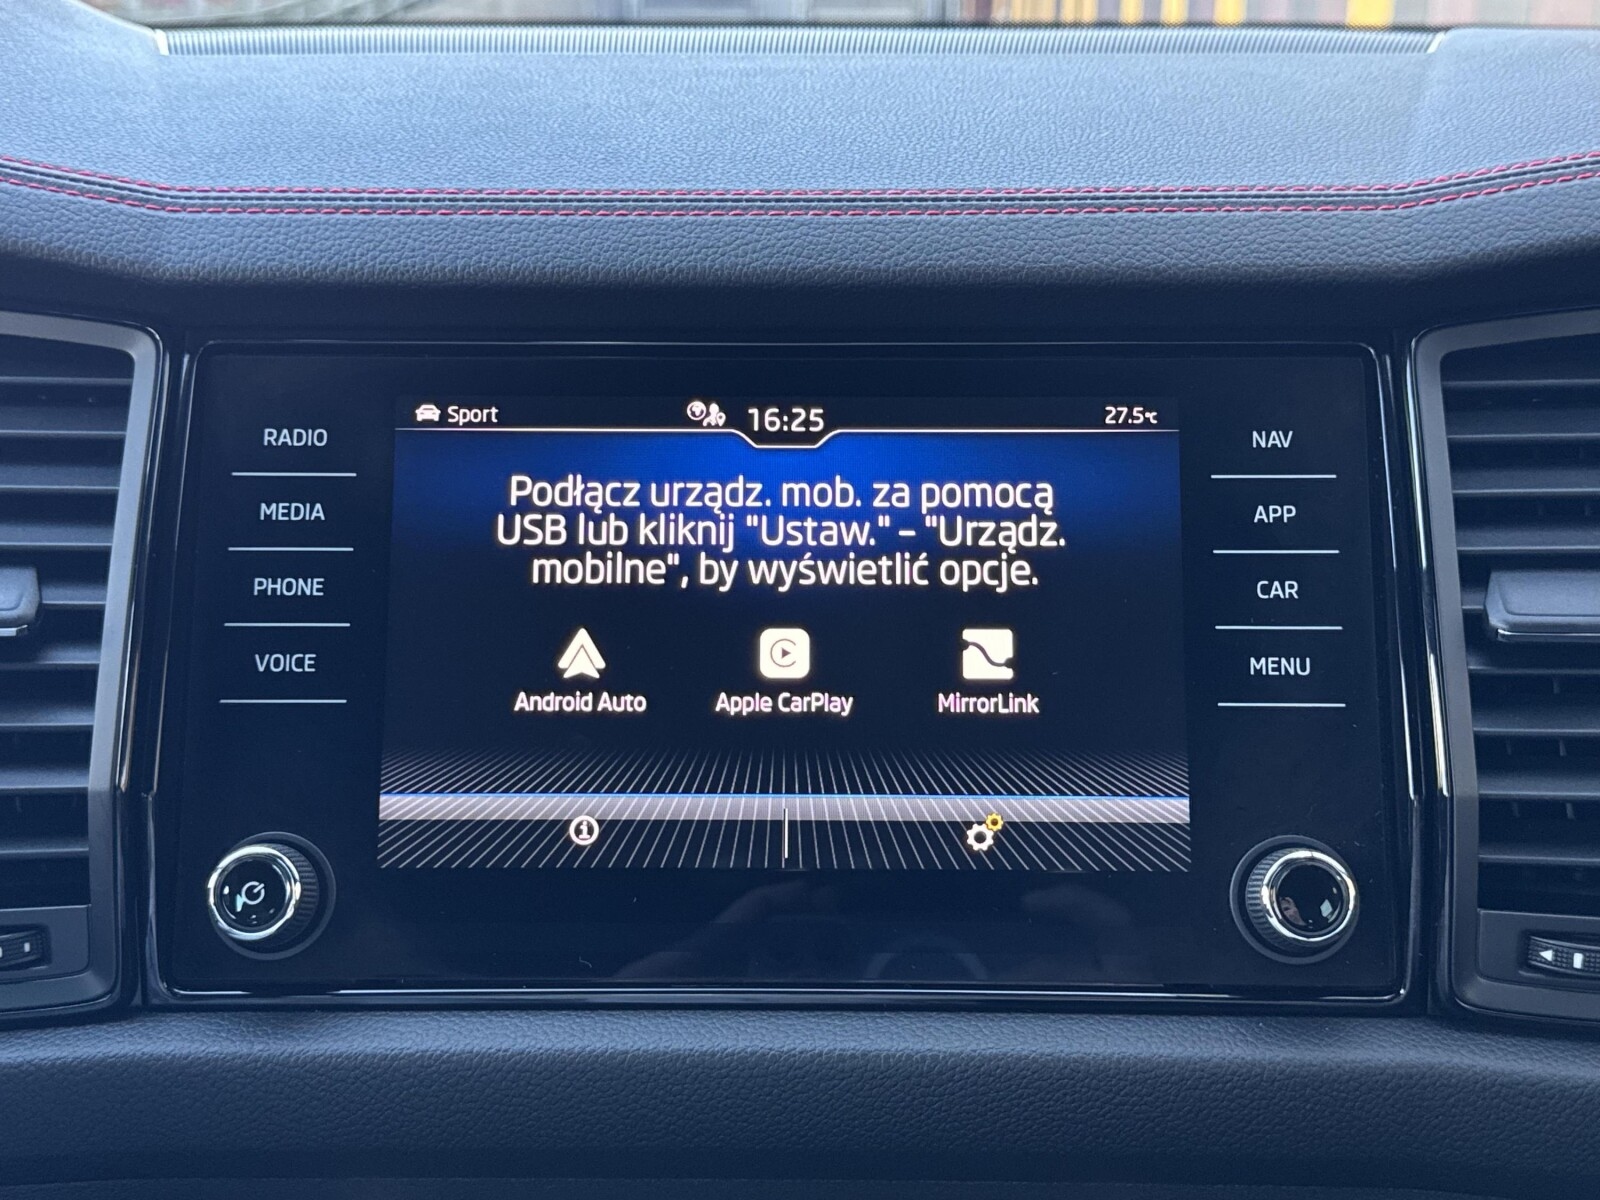 Sport 16:25 27.5°C
RADIO
MEDIA
PHONE
VOICE
Podłącz urządz. mob. za pomocą
USB lub kliknij "Ustaw." – "Urządz.
mobilne", by wyświetlić opcje.
Android Auto Apple CarPlay MirrorLink
NAV
APP
CAR
MENU